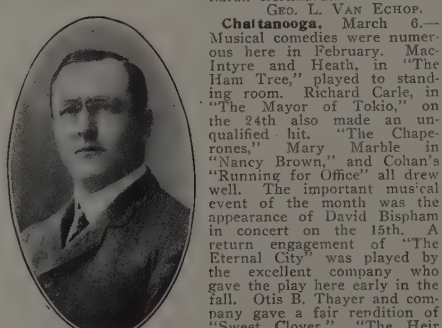 GEO. L. VAN ECHOP.
Chattanooga, March 6.—
Musical comedies were numer-
ous here in February. Mac-
Intyre and Heath, in "The
Ham Tree," played to stand-
ing room. Richard Carle, in
"The Mayor of Tokio," on
the 24th also made an un-
qualified hit. "The Chape-
rones," Mary Marble in
"Nancy Brown," and Cohan's
"Running for Office" all drew
well. The important musical
event of the month was the
appearance of David Bispham
in concert on the 15th. A
return engagement of "The
Eternal City" was played by
the excellent company who
gave the play here early in the
fall. Otis B. Thayer and com-
pany gave a fair rendition of
"Sweet Clover." "The Heir